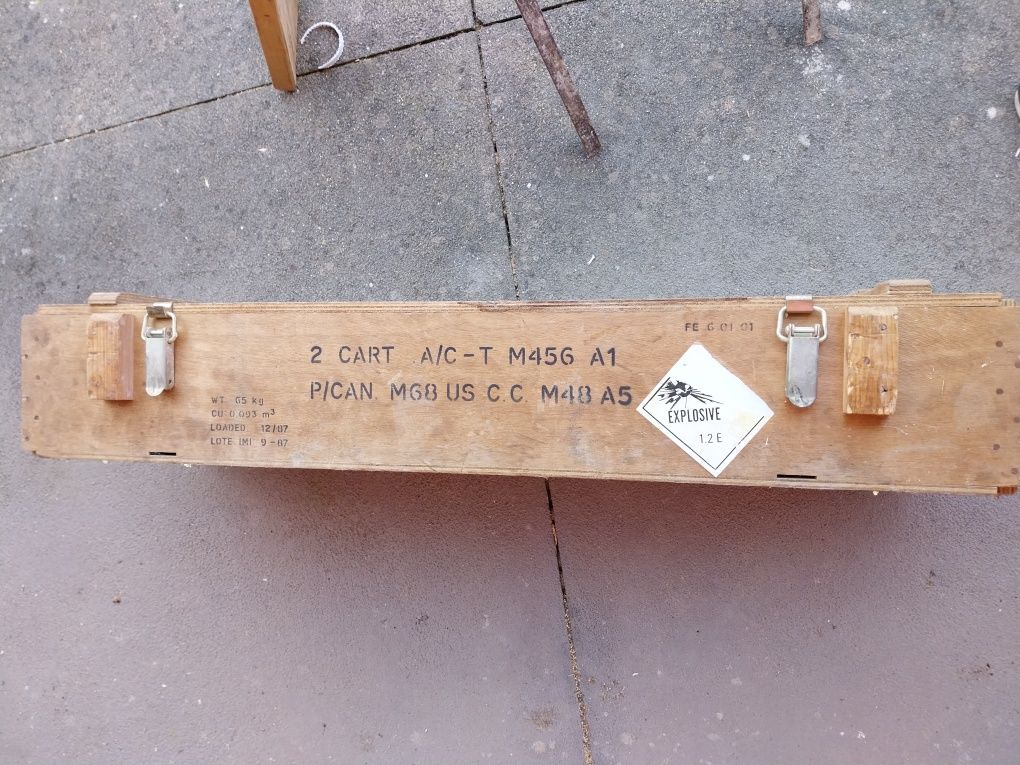 FE G 01 01
2 CART A/C-T M456 A1
P/CAN. M68 US C.C. M48 A5
WT. 65 kg
CU 0,093 m³
LOADED 12/87
LOTE IMI 9-87
EXPLOSIVE
1.2 E